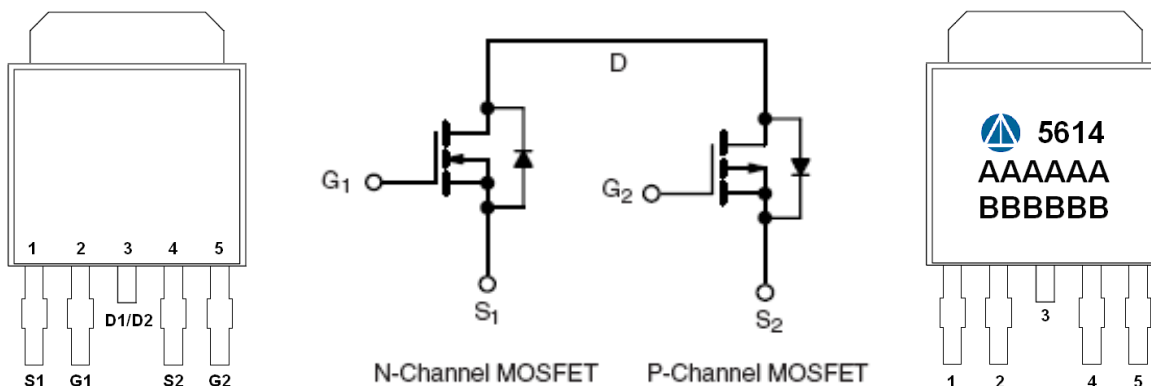 1 2 3 4 5
D1/D2
S1 G1 S2 G2
D
G1
G2
S1
S2
N-Channel MOSFET P-Channel MOSFET
5614
AAAAAA
BBBBBB
3
1 2 4 5